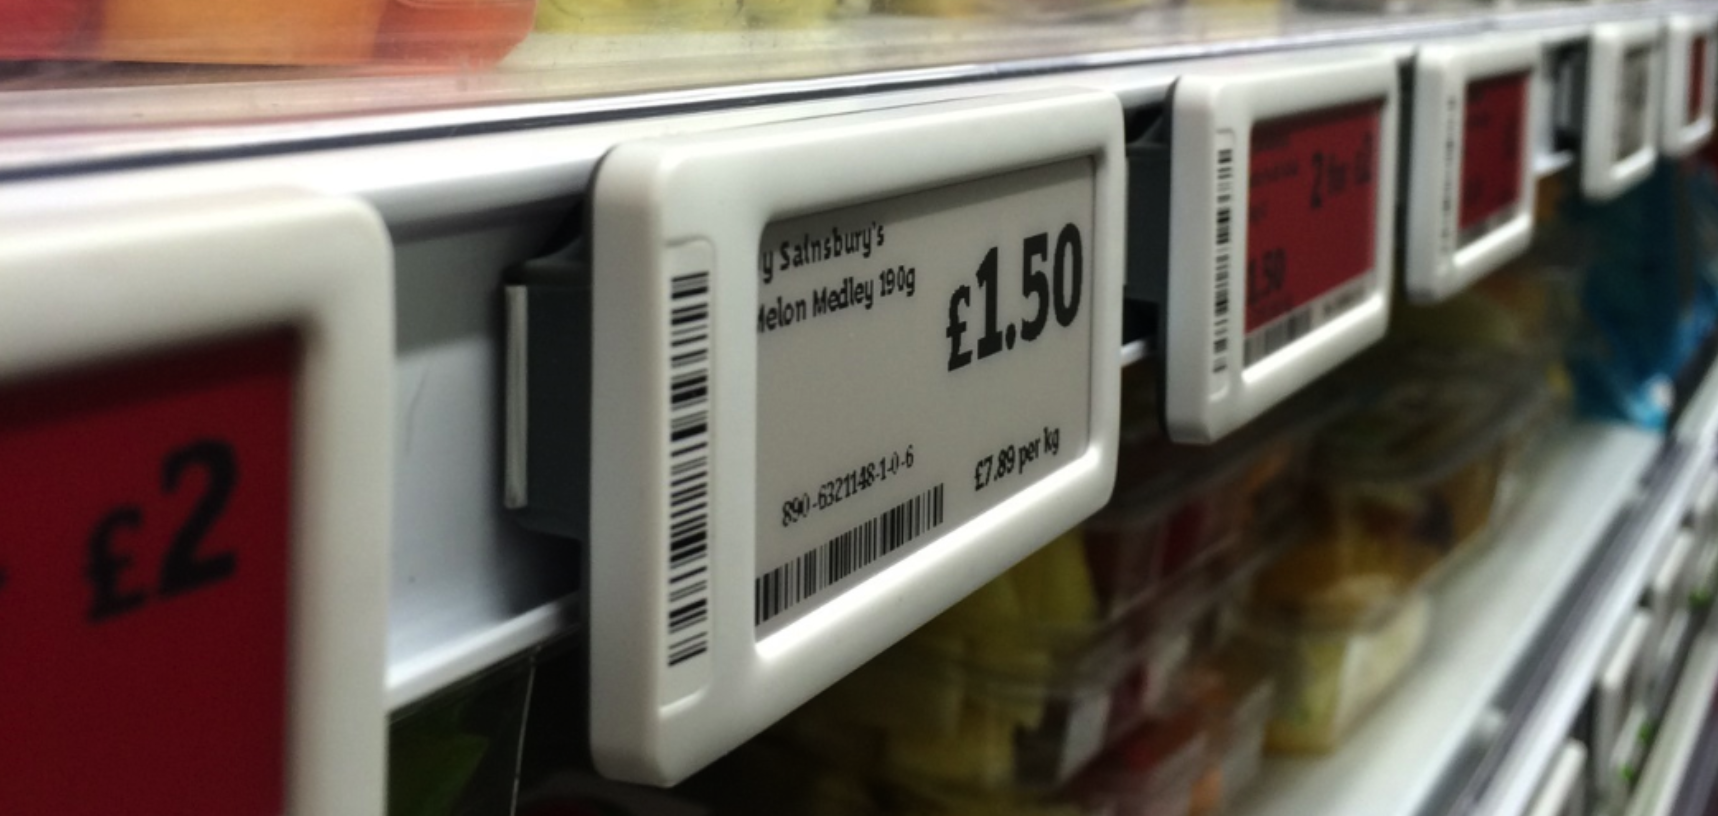 £2
y Sainsbury's
Melon Medley 190g
£1.50
890-6321148-1-0-6
£7.89 per kg
2 for £2
£1.50